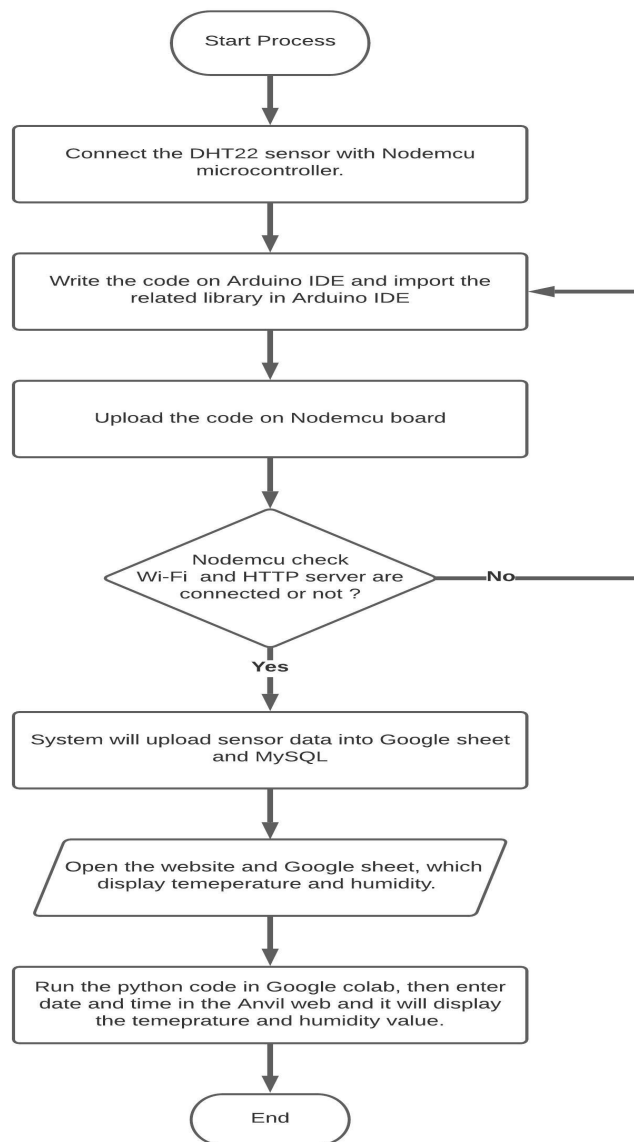 Start Process
Connect the DHT22 sensor with Nodemcu
microcontroller.
Write the code on Arduino IDE and import the
related library in Arduino IDE
Upload the code on Nodemcu board
Nodemcu check
Wi-Fi and HTTP server are
connected or not ?
No
Yes
System will upload sensor data into Google sheet
and MySQL
Open the website and Google sheet, which
display temeperature and humidity.
Run the python code in Google colab, then enter
date and time in the Anvil web and it will display
the temeprature and humidity value.
End